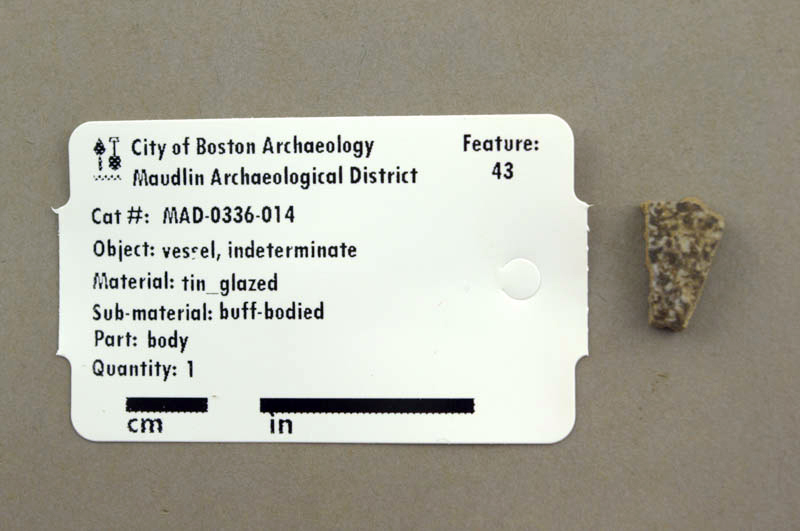 City of Boston Archaeology
Maudlin Archaeological District
Feature:
43
Cat #: MAD-0336-014
Object: vessel, indeterminate
Material: tin_glazed
Sub-material: buff-bodied
Part: body
Quantity: 1
cm in